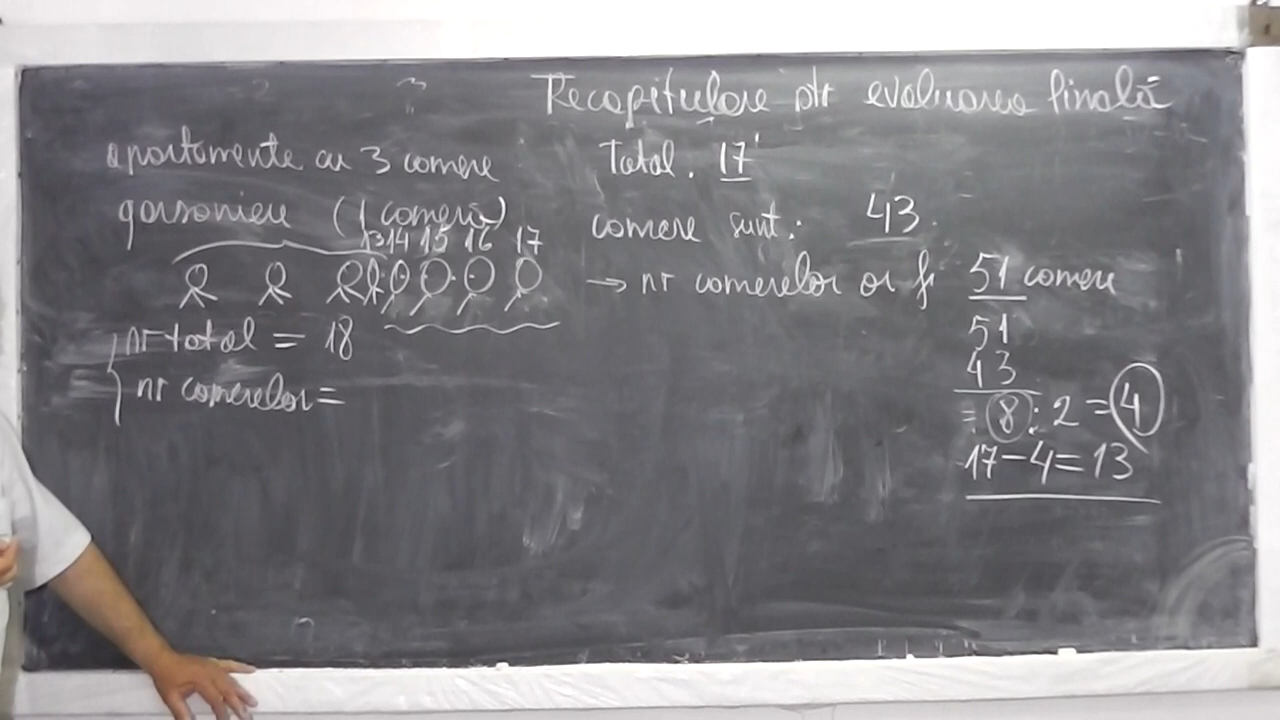 Recapitulare ptr evaluarea finală
apartamente cu 3 camere
Total. 17
garsoniere (1 cameră)
camere sunt: 43.
13 14 15 16 17
→ nr camerelor ar fi 51 camere
nr total = 18
nr camerelor =
51
43
= 8 : 2 = 4
17-4=13